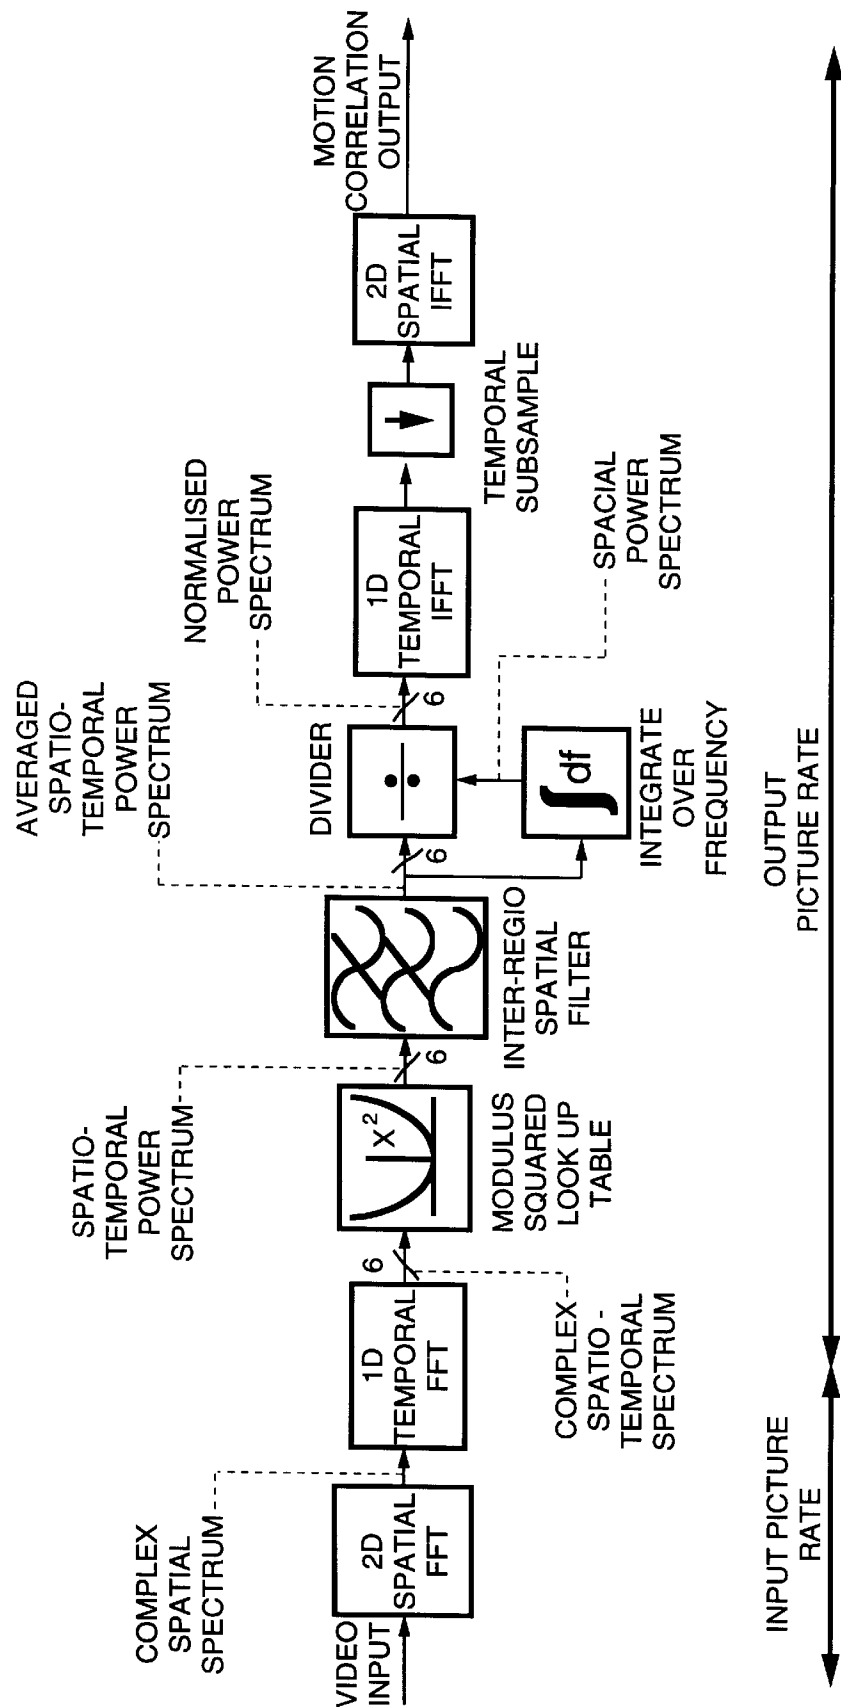 COMPLEX
SPATIAL
SPECTRUM
SPATIO-
TEMPORAL
POWER
SPECTRUM
AVERAGED
SPATIO-
TEMPORAL
POWER
SPECTRUM
NORMALISED
POWER
SPECTRUM
VIDEO
INPUT
2D
SPATIAL
FFT
1D
TEMPORAL
FFT
6
X²
6
6
DIVIDER
6
1D
TEMPORAL
IFFT
2D
SPATIAL
IFFT
MOTION
CORRELATION
OUTPUT
COMPLEX
SPATIO -
TEMPORAL
SPECTRUM
MODULUS
SQUARED
LOOK UP
TABLE
INTER-REGIO
SPATIAL
FILTER
∫df
INTEGRATE
OVER
FREQUENCY
SPACIAL
POWER
SPECTRUM
TEMPORAL
SUBSAMPLE
INPUT PICTURE
RATE
OUTPUT
PICTURE RATE